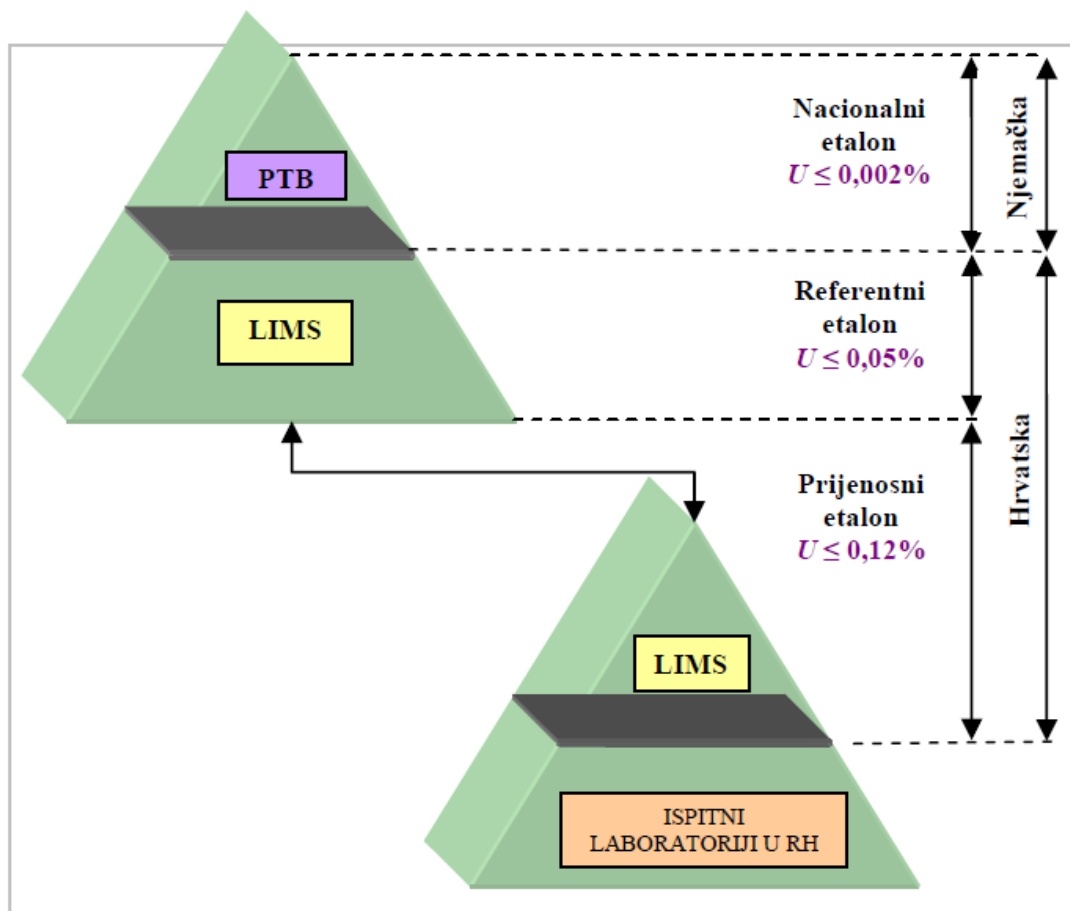 PTB
Nacionalni
etalon
U ≤ 0,002%
Njemačka
LIMS
Referentni
etalon
U ≤ 0,05%
Hrvatska
Prijenosni
etalon
U ≤ 0,12%
LIMS
ISPITNI
LABORATORIJI U RH